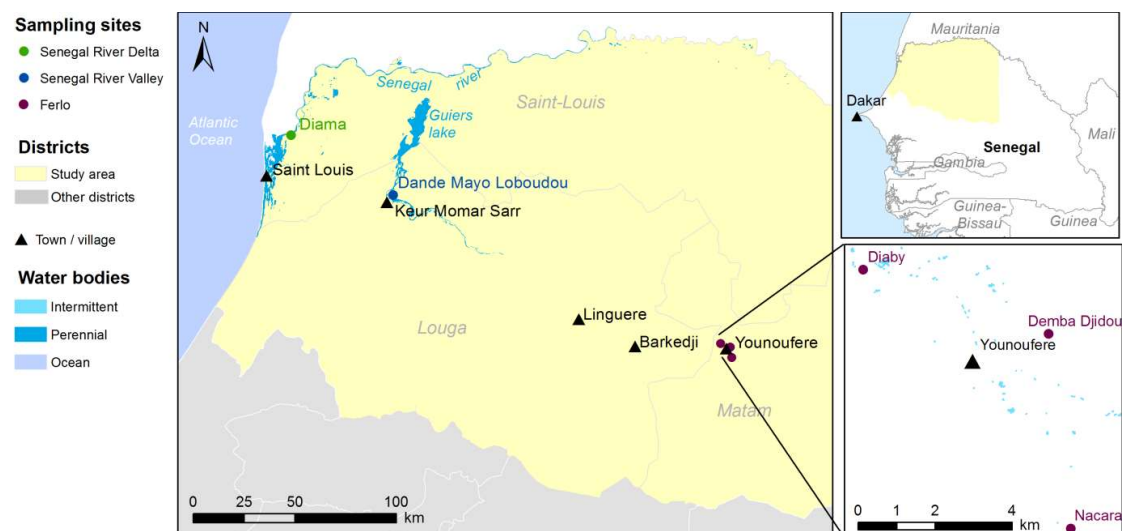 Sampling sites
Senegal River Delta
Senegal River Valley
Ferlo
Districts
Study area
Other districts
Town / village
Water bodies
Intermittent
Perennial
Ocean
N
Atlantic
Ocean
Senegal
river
Saint-Louis
Guiers
lake
Diama
Saint Louis
Dande Mayo Loboudou
Keur Momar Sarr
Linguere
Louga
Barkedji
Younoufere
Matam
0 25 50 100
km
Mauritania
Dakar
Mali
Senegal
Gambia
Guinea-
Bissau
Guinea
Diaby
Demba Djidou
Younoufere
0 1 2 4
km
Nacara